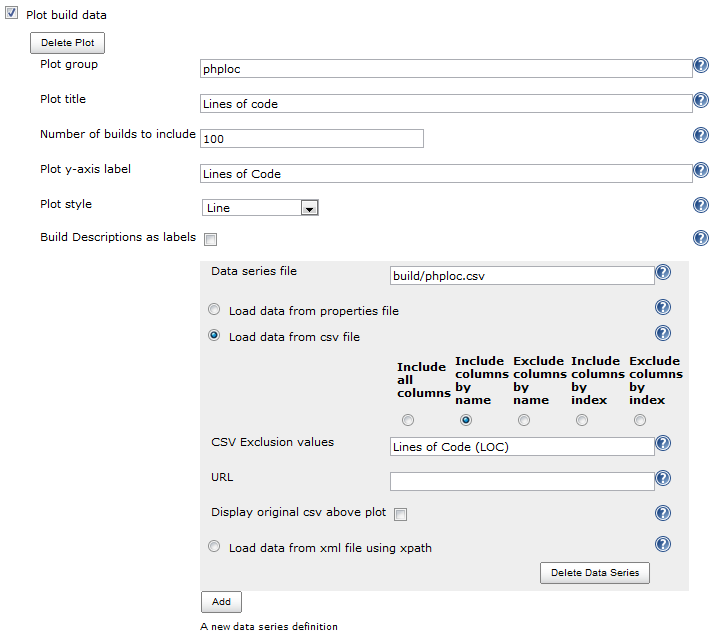 Plot build data
Delete Plot
Plot group
phploc
Plot title
Lines of code
Number of builds to include
100
Plot y-axis label
Lines of Code
Plot style
Line
Build Descriptions as labels
Data series file
build/phploc.csv
Load data from properties file
Load data from csv file
Include all columns
Include columns by name
Exclude columns by name
Include columns by index
Exclude columns by index
CSV Exclusion values
Lines of Code (LOC)
URL
Display original csv above plot
Load data from xml file using xpath
Delete Data Series
Add
A new data series definition